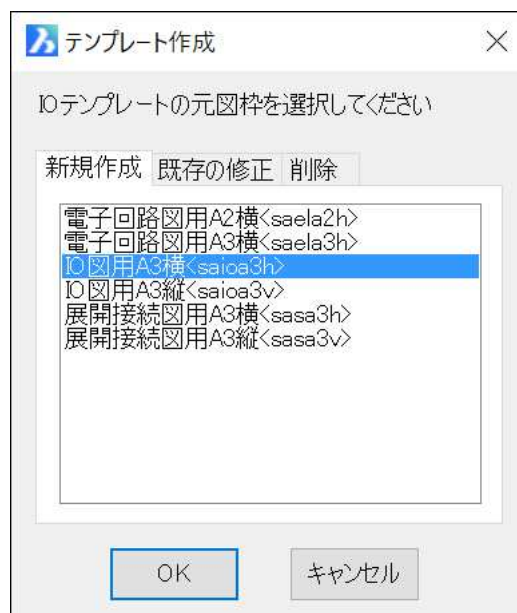 テンプレート作成
IOテンプレートの元図枠を選択してください
新規作成 既存の修正 削除
電子回路図用A2横<saela2h>
電子回路図用A3横<saela3h>
IO図用A3横<saioa3h>
IO図用A3縦<saioa3v>
展開接続図用A3横<sasa3h>
展開接続図用A3縦<sasa3v>
OK キャンセル